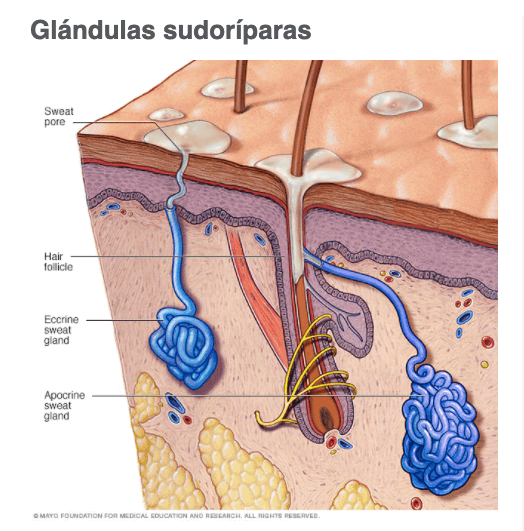 Glándulas sudoríparas
Sweat
pore
Hair
follicle
Eccrine
sweat
gland
Apocrine
sweat
gland
© MAYO FOUNDATION FOR MEDICAL EDUCATION AND RESEARCH. ALL RIGHTS RESERVED.